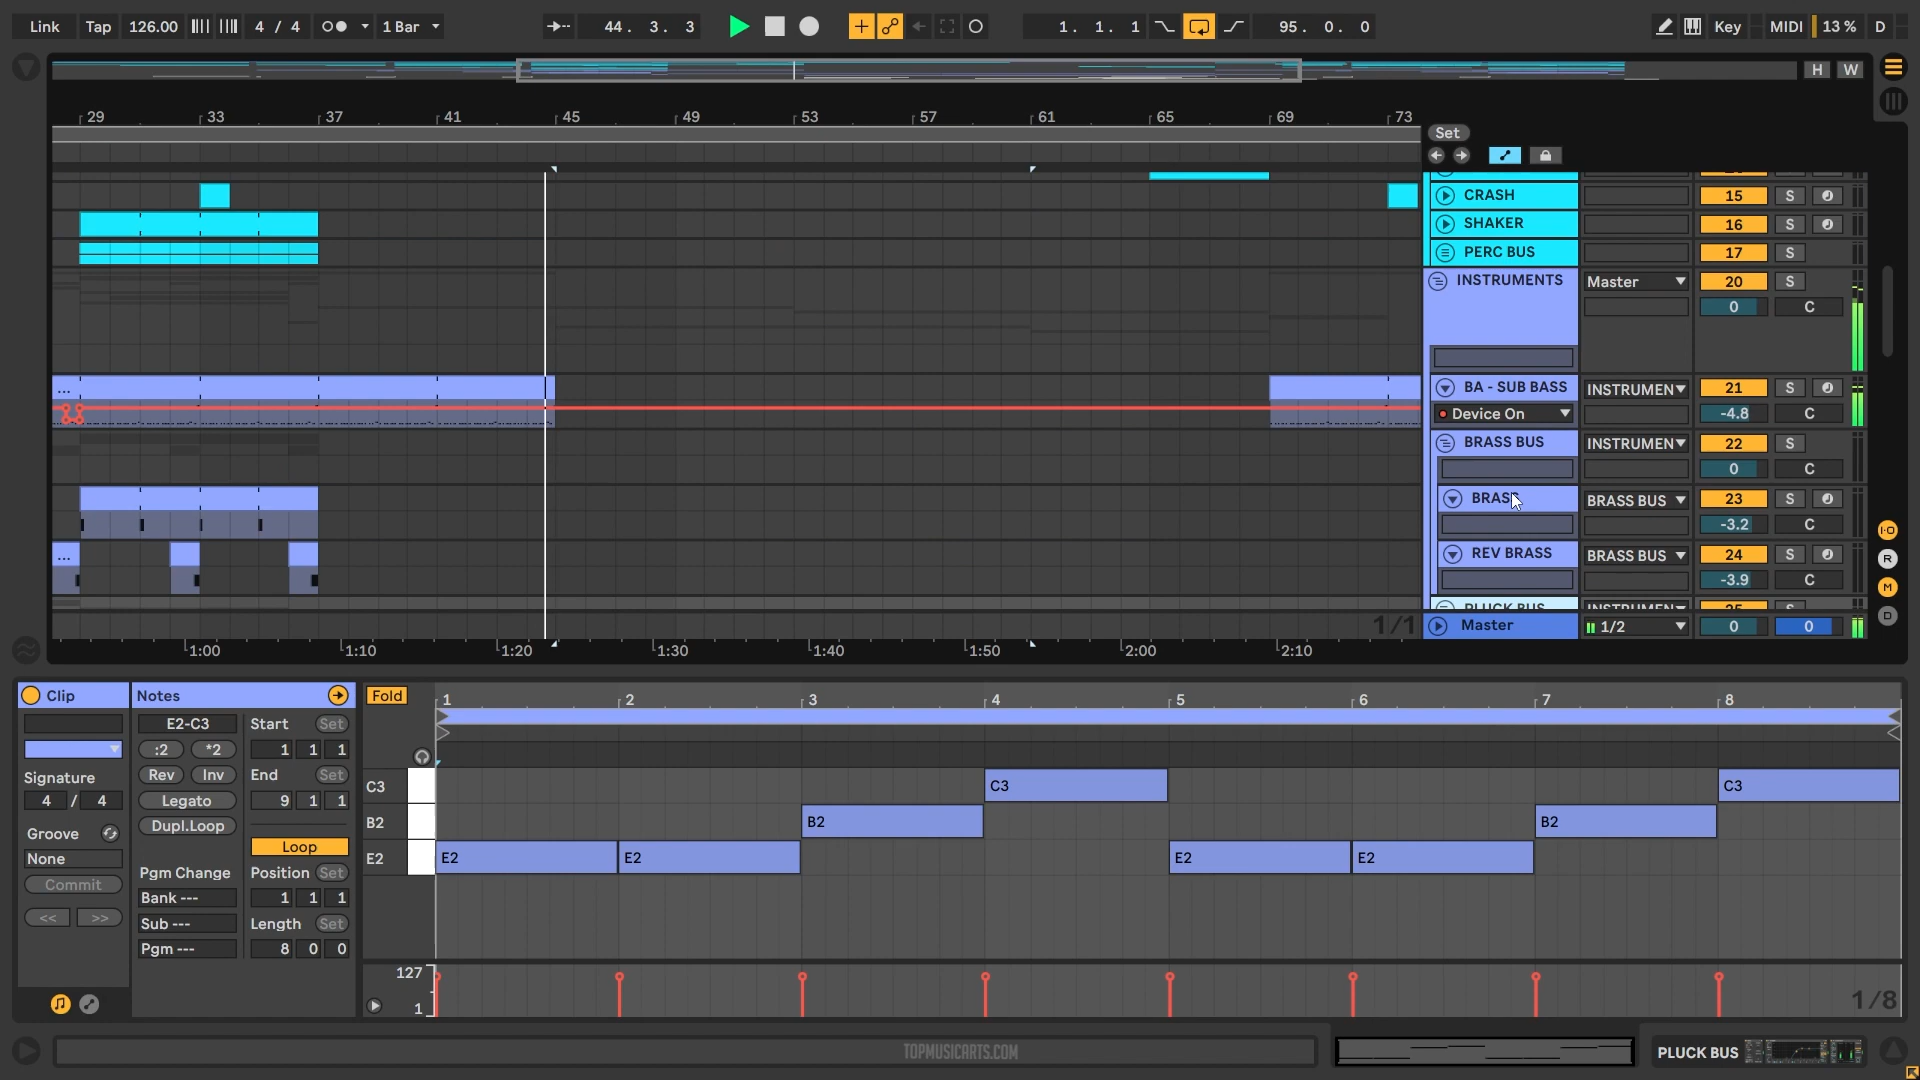 Link Tap 126.00 4 / 4 1 Bar 44. 3. 3 1. 1. 1 95. 0. 0 Key MIDI 13 % D
H W
29 33 37 41 45 49 53 57 61 65 69 73
Set
CRASH 15 S
SHAKER 16 S
PERC BUS 17 S
INSTRUMENTS Master 20 S
0 C
... BA - SUB BASS INSTRUMEN 21 S
Device On -4.8 C
BRASS BUS INSTRUMEN 22 S
0 C
BRASS BRASS BUS 23 S
-3.2 C
... REV BRASS BRASS BUS 24 S
-3.9 C
PLUCK BUS INSTRUMEN 25 S
1/1 Master 1/2 0 0
1:00 1:10 1:20 1:30 1:40 1:50 2:00 2:10
I·O
R
M
D
Clip Notes Fold 1 2 3 4 5 6 7 8
E2-C3 Start Set
:2 *2 1 1 1
Signature Rev Inv End Set
4 / 4 Legato 9 1 1
Groove Dupl.Loop
None Loop
Commit Pgm Change Position Set
<< >> Bank --- 1 1 1
Sub --- Length Set
Pgm --- 8 0 0
C3 C3 C3
B2 B2 B2
E2 E2 E2 E2 E2
127
1
1/8
TOPMUSICARTS.COM
PLUCK BUS